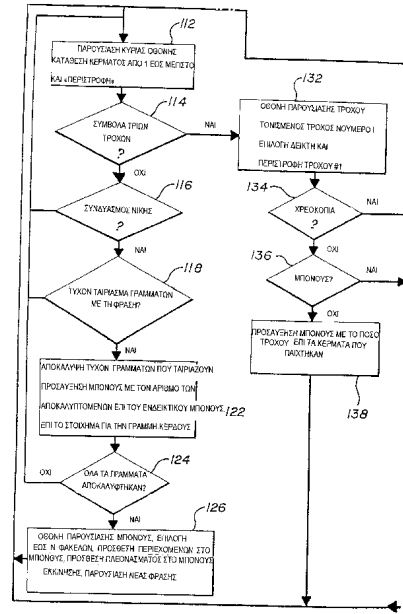 112
ΠΑΡΟΥΣΙΑΣΗ ΚΥΡΙΑΣ ΟΘΟΝΗΣ
ΚΑΤΑΘΕΣΗ ΚΕΡΜΑΤΟΣ ΑΠΟ 1 ΕΩΣ ΜΕΓΙΣΤΟ
ΚΑΙ «ΠΕΡΙΣΤΡΟΦΗ»
114
ΣΥΜΒΟΛΑ ΤΡΙΩΝ
ΤΡΟΧΩΝ
?
ΝΑΙ
ΟΧΙ
116
ΣΥΝΔΥΑΣΜΟΣ ΝΙΚΗΣ
?
ΝΑΙ
118
ΤΥΧΟΝ ΤΑΙΡΙΑΣΜΑ ΓΡΑΜΜΑΤΩΝ
ΜΕ ΤΗ ΦΡΑΣΗ?
ΝΑΙ
ΑΠΟΚΑΛΥΨΗ ΤΥΧΟΝ ΓΡΑΜΜΑΤΩΝ ΠΟΥ ΤΑΙΡΙΑΖΟΥΝ
ΠΡΟΣΑΥΞΗΣΗ ΜΠΟΝΟΥΣ ΜΕ ΤΟΝ ΑΡΙΘΜΟ ΤΩΝ
ΑΠΟΚΑΛΥΠΤΟΜΕΝΩΝ ΕΠΙ ΤΟΥ ΕΝΔΕΙΚΤΙΚΟΥ ΜΠΟΝΟΥΣ
ΕΠΙ ΤΟ ΣΤΟΙΧΗΜΑ ΓΙΑ ΤΗΝ ΓΡΑΜΜΗ ΚΕΡΔΟΥΣ
122
124
ΟΧΙ
ΟΛΑ ΤΑ ΓΡΑΜΜΑΤΑ
ΑΠΟΚΑΛΥΦΤΗΚΑΝ?
ΝΑΙ
126
ΟΘΟΝΗ ΠΑΡΟΥΣΙΑΣΗΣ ΜΠΟΝΟΥΣ, ΕΠΙΛΟΓΗ
ΕΩΣ Ν ΦΑΚΕΛΩΝ, ΠΡΟΣΘΕΤΗ ΠΕΡΙΕΧΟΜΕΝΩΝ ΣΤΟ
ΜΠΟΝΟΥΣ, ΠΡΟΣΘΕΣΗ ΠΛΕΟΝΑΣΜΑΤΟΣ ΣΤΟ ΜΠΟΝΟΥΣ
ΕΚΚΙΝΗΣΗΣ, ΠΑΡΟΥΣΙΑΣΗ ΝΕΑΣ ΦΡΑΣΗΣ
132
ΟΘΟΝΗ ΠΑΡΟΥΣΙΑΣΗΣ ΤΡΟΧΟΥ
ΤΟΝΙΣΜΕΝΟΣ ΤΡΟΧΟΣ ΝΟΥΜΕΡΟ 1
ΕΠΙΛΟΓΗ ΔΕΙΚΤΗ ΚΑΙ
ΠΕΡΙΣΤΡΟΦΗ ΤΡΟΧΟΥ #1
134
ΧΡΕΟΚΟΠΙΑ
?
ΝΑΙ
ΟΧΙ
136
ΜΠΟΝΟΥΣ?
ΝΑΙ
ΟΧΙ
ΠΡΟΣΑΥΞΗΣΗ ΜΠΟΝΟΥΣ ΜΕ ΤΟ ΠΟΣΟ
ΤΡΟΧΟΥ ΕΠΙ ΤΑ ΚΕΡΜΑΤΑ ΠΟΥ
ΠΑΙΧΤΗΚΑΝ
138